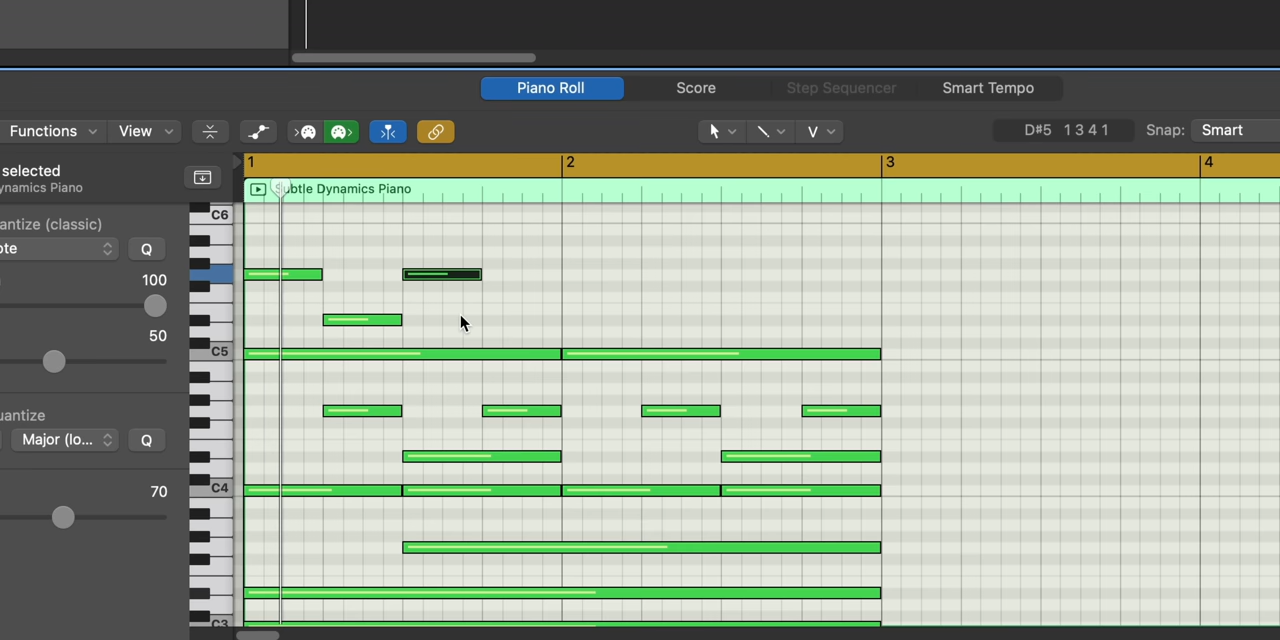 Piano Roll Score Step Sequencer Smart Tempo
Functions View D#5 1 3 4 1 Snap: Smart
selected
ynamics Piano
1 2 3 4
ubtle Dynamics Piano
antize (classic)
ote Q
100
50
uantize
Major (lo... Q
70
C6
C5
C4
C3